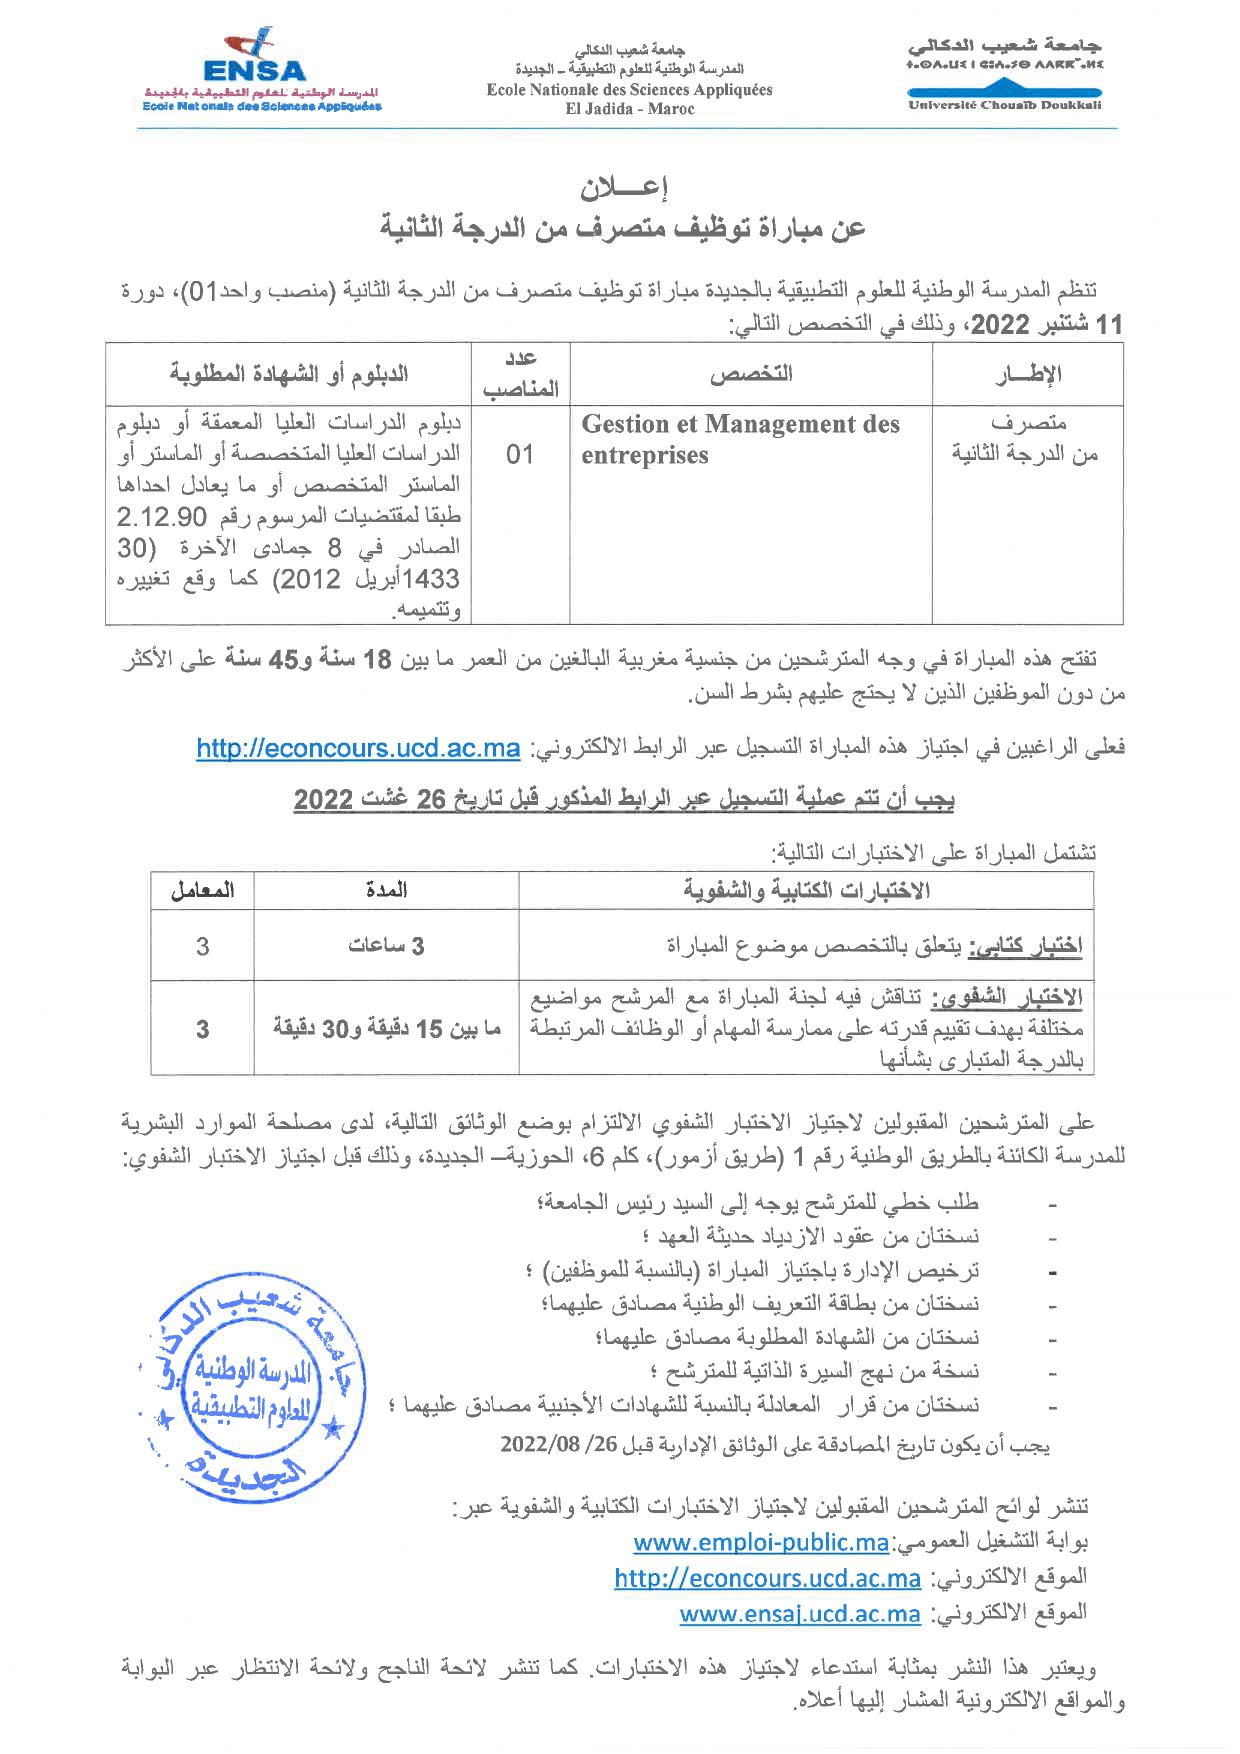 ENSA
المدرسة الوطنية للعلوم التطبيقية بالجديدة
Ecole Nationale des Sciences Appliquées
جامعة شعيب الدكالي
المدرسة الوطنية للعلوم التطبيقية – الجديدة
Ecole Nationale des Sciences Appliquées
El Jadida - Maroc
جامعة شعيب الدكالي
Université Chouaïb Doukkali
إعـــلان
عن مباراة توظيف متصرف من الدرجة الثانية
تنظم المدرسة الوطنية للعلوم التطبيقية بالجديدة مباراة توظيف متصرف من الدرجة الثانية (منصب واحد01)، دورة
11 شتنبر 2022، وذلك في التخصص التالي:
الإطـــار
التخصص
عدد
المناصب
الدبلوم أو الشهادة المطلوبة
متصرف
من الدرجة الثانية
Gestion et Management des
entreprises
01
دبلوم الدراسات العليا المعمقة أو دبلوم
الدراسات العليا المتخصصة أو الماستر أو
الماستر المتخصص أو ما يعادل احداها
طبقا لمقتضيات المرسوم رقم 2.12.90
الصادر في 8 جمادى الآخرة (30
1433أبريل 2012) كما وقع تغييره
وتتميمه.
تفتح هذه المباراة في وجه المترشحين من جنسية مغربية البالغين من العمر ما بين 18 سنة و45 سنة على الأكثر
من دون الموظفين الذين لا يحتج عليهم بشرط السن.
فعلى الراغبين في اجتياز هذه المباراة التسجيل عبر الرابط الالكتروني: http://econcours.ucd.ac.ma
يجب أن تتم عملية التسجيل عبر الرابط المذكور قبل تاريخ 26 غشت 2022
تشتمل المباراة على الاختبارات التالية:
الاختبارات الكتابية والشفوية
المدة
المعامل
اختبار كتابي: يتعلق بالتخصص موضوع المباراة
3 ساعات
3
الاختبار الشفوي: تناقش فيه لجنة المباراة مع المرشح مواضيع
مختلفة بهدف تقييم قدرته على ممارسة المهام أو الوظائف المرتبطة
بالدرجة المتبارى بشأنها
ما بين 15 دقيقة و30 دقيقة
3
على المترشحين المقبولين لاجتياز الاختبار الشفوي الالتزام بوضع الوثائق التالية، لدى مصلحة الموارد البشرية
للمدرسة الكائنة بالطريق الوطنية رقم 1 (طريق أزمور)، كلم 6، الحوزية– الجديدة، وذلك قبل اجتياز الاختبار الشفوي:
- طلب خطي للمترشح يوجه إلى السيد رئيس الجامعة؛
- نسختان من عقود الازدياد حديثة العهد ؛
- ترخيص الإدارة باجتياز المباراة (بالنسبة للموظفين) ؛
- نسختان من بطاقة التعريف الوطنية مصادق عليهما؛
- نسختان من الشهادة المطلوبة مصادق عليهما؛
- نسخة من نهج السيرة الذاتية للمترشح ؛
- نسختان من قرار المعادلة بالنسبة للشهادات الأجنبية مصادق عليهما ؛
يجب أن يكون تاريخ المصادقة على الوثائق الإدارية قبل 26/ 08/2022
جامعة شعيب الدكالي
المدرسة الوطنية
للعلوم التطبيقية
الجديدة
تنشر لوائح المترشحين المقبولين لاجتياز الاختبارات الكتابية والشفوية عبر:
بوابة التشغيل العمومي:www.emploi-public.ma
الموقع الالكتروني: http://econcours.ucd.ac.ma
الموقع الالكتروني: www.ensaj.ucd.ac.ma
ويعتبر هذا النشر بمثابة استدعاء لاجتياز هذه الاختبارات. كما تنشر لائحة الناجح ولائحة الانتظار عبر البوابة
والمواقع الالكترونية المشار إليها أعلاه.